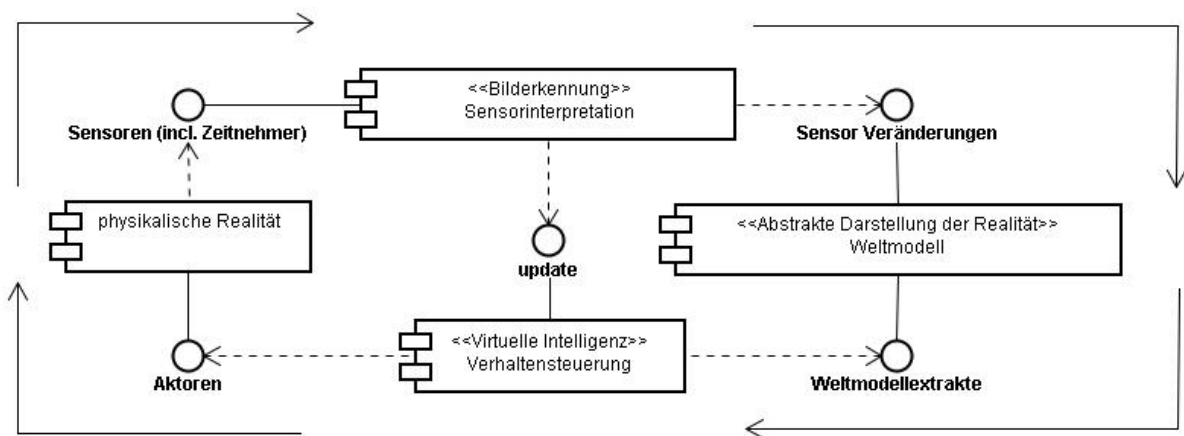 <<Bilderkennung>>
Sensorinterpretation
Sensoren (incl. Zeitnehmer)
Sensor Veränderungen
physikalische Realität
<<Abstrakte Darstellung der Realität>>
Weltmodell
update
<<Virtuelle Intelligenz>>
Verhaltensteuerung
Aktoren
Weltmodellextrakte